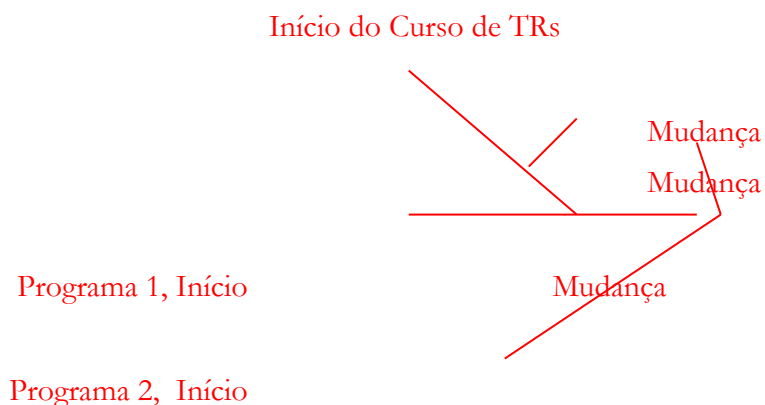 Início do Curso de TRs
Mudança
Mudança
Programa 1, Início Mudança
Programa 2, Início